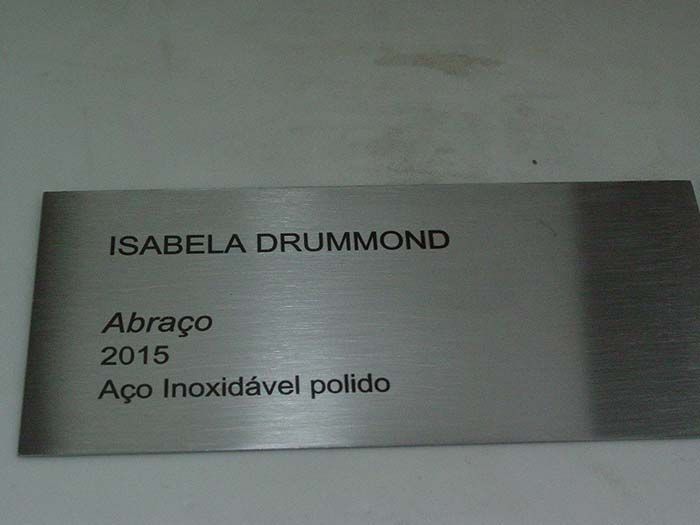 ISABELA DRUMMOND
Abraço
2015
Aço Inoxidável polido